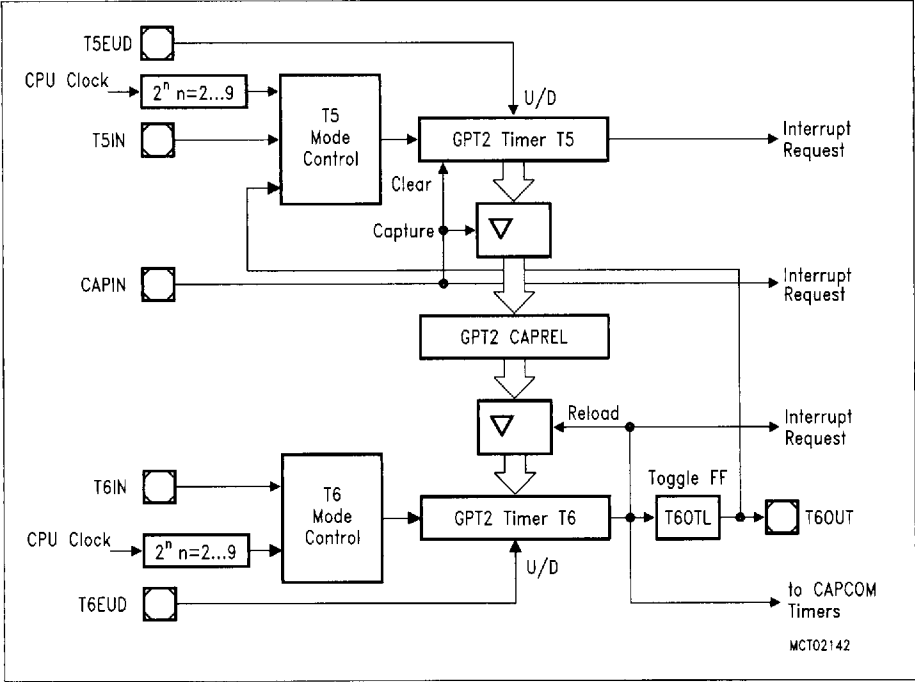 T5EUD
CPU Clock
2ⁿ n=2...9
T5IN
T5
Mode
Control
U/D
GPT2 Timer T5
Interrupt
Request
Clear
Capture
CAPIN
Interrupt
Request
GPT2 CAPREL
Reload
Interrupt
Request
T6IN
T6
Mode
Control
Toggle FF
GPT2 Timer T6
T6OTL
T6OUT
CPU Clock
2ⁿ n=2...9
U/D
T6EUD
to CAPCOM
Timers
MCT02142